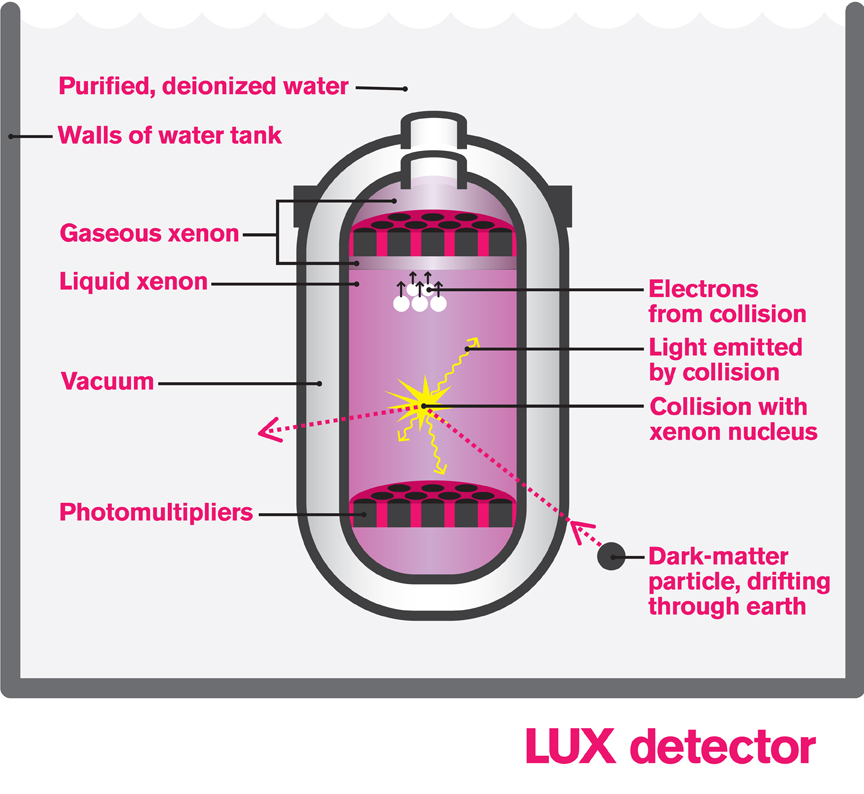 Purified, deionized water
Walls of water tank
Gaseous xenon
Liquid xenon
Vacuum
Photomultipliers
Electrons
from collision
Light emitted
by collision
Collision with
xenon nucleus
Dark-matter
particle, drifting
through earth
LUX detector